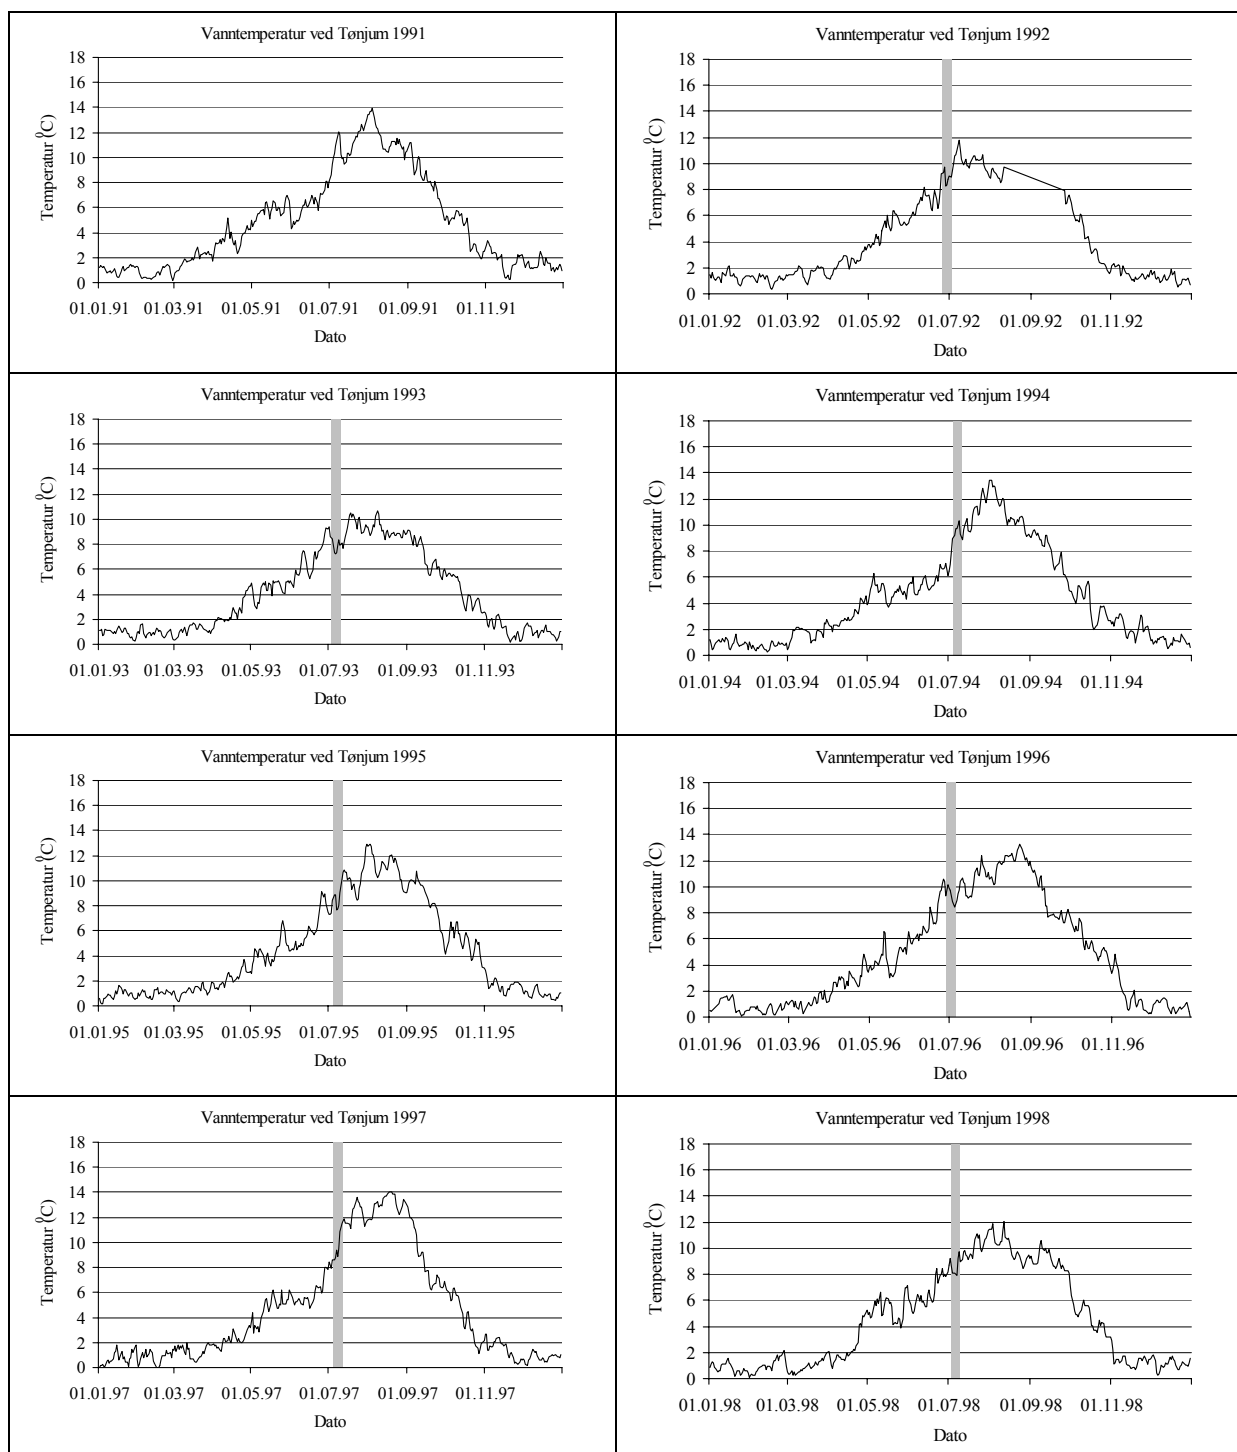 Vanntemperatur ved Tønjum 1991
18
16
14
12
10
8
6
4
2
0
Temperatur (⁰C)
01.01.91 01.03.91 01.05.91 01.07.91 01.09.91 01.11.91
Dato
Vanntemperatur ved Tønjum 1992
18
16
14
12
10
8
6
4
2
0
Temperatur (⁰C)
01.01.92 01.03.92 01.05.92 01.07.92 01.09.92 01.11.92
Dato
Vanntemperatur ved Tønjum 1993
18
16
14
12
10
8
6
4
2
0
Temperatur (⁰C)
01.01.93 01.03.93 01.05.93 01.07.93 01.09.93 01.11.93
Dato
Vanntemperatur ved Tønjum 1994
18
16
14
12
10
8
6
4
2
0
Temperatur (⁰C)
01.01.94 01.03.94 01.05.94 01.07.94 01.09.94 01.11.94
Dato
Vanntemperatur ved Tønjum 1995
18
16
14
12
10
8
6
4
2
0
Temperatur (⁰C)
01.01.95 01.03.95 01.05.95 01.07.95 01.09.95 01.11.95
Dato
Vanntemperatur ved Tønjum 1996
18
16
14
12
10
8
6
4
2
0
Temperatur (⁰C)
01.01.96 01.03.96 01.05.96 01.07.96 01.09.96 01.11.96
Dato
Vanntemperatur ved Tønjum 1997
18
16
14
12
10
8
6
4
2
0
Temperatur (⁰C)
01.01.97 01.03.97 01.05.97 01.07.97 01.09.97 01.11.97
Dato
Vanntemperatur ved Tønjum 1998
18
16
14
12
10
8
6
4
2
0
Temperatur (⁰C)
01.01.98 01.03.98 01.05.98 01.07.98 01.09.98 01.11.98
Dato